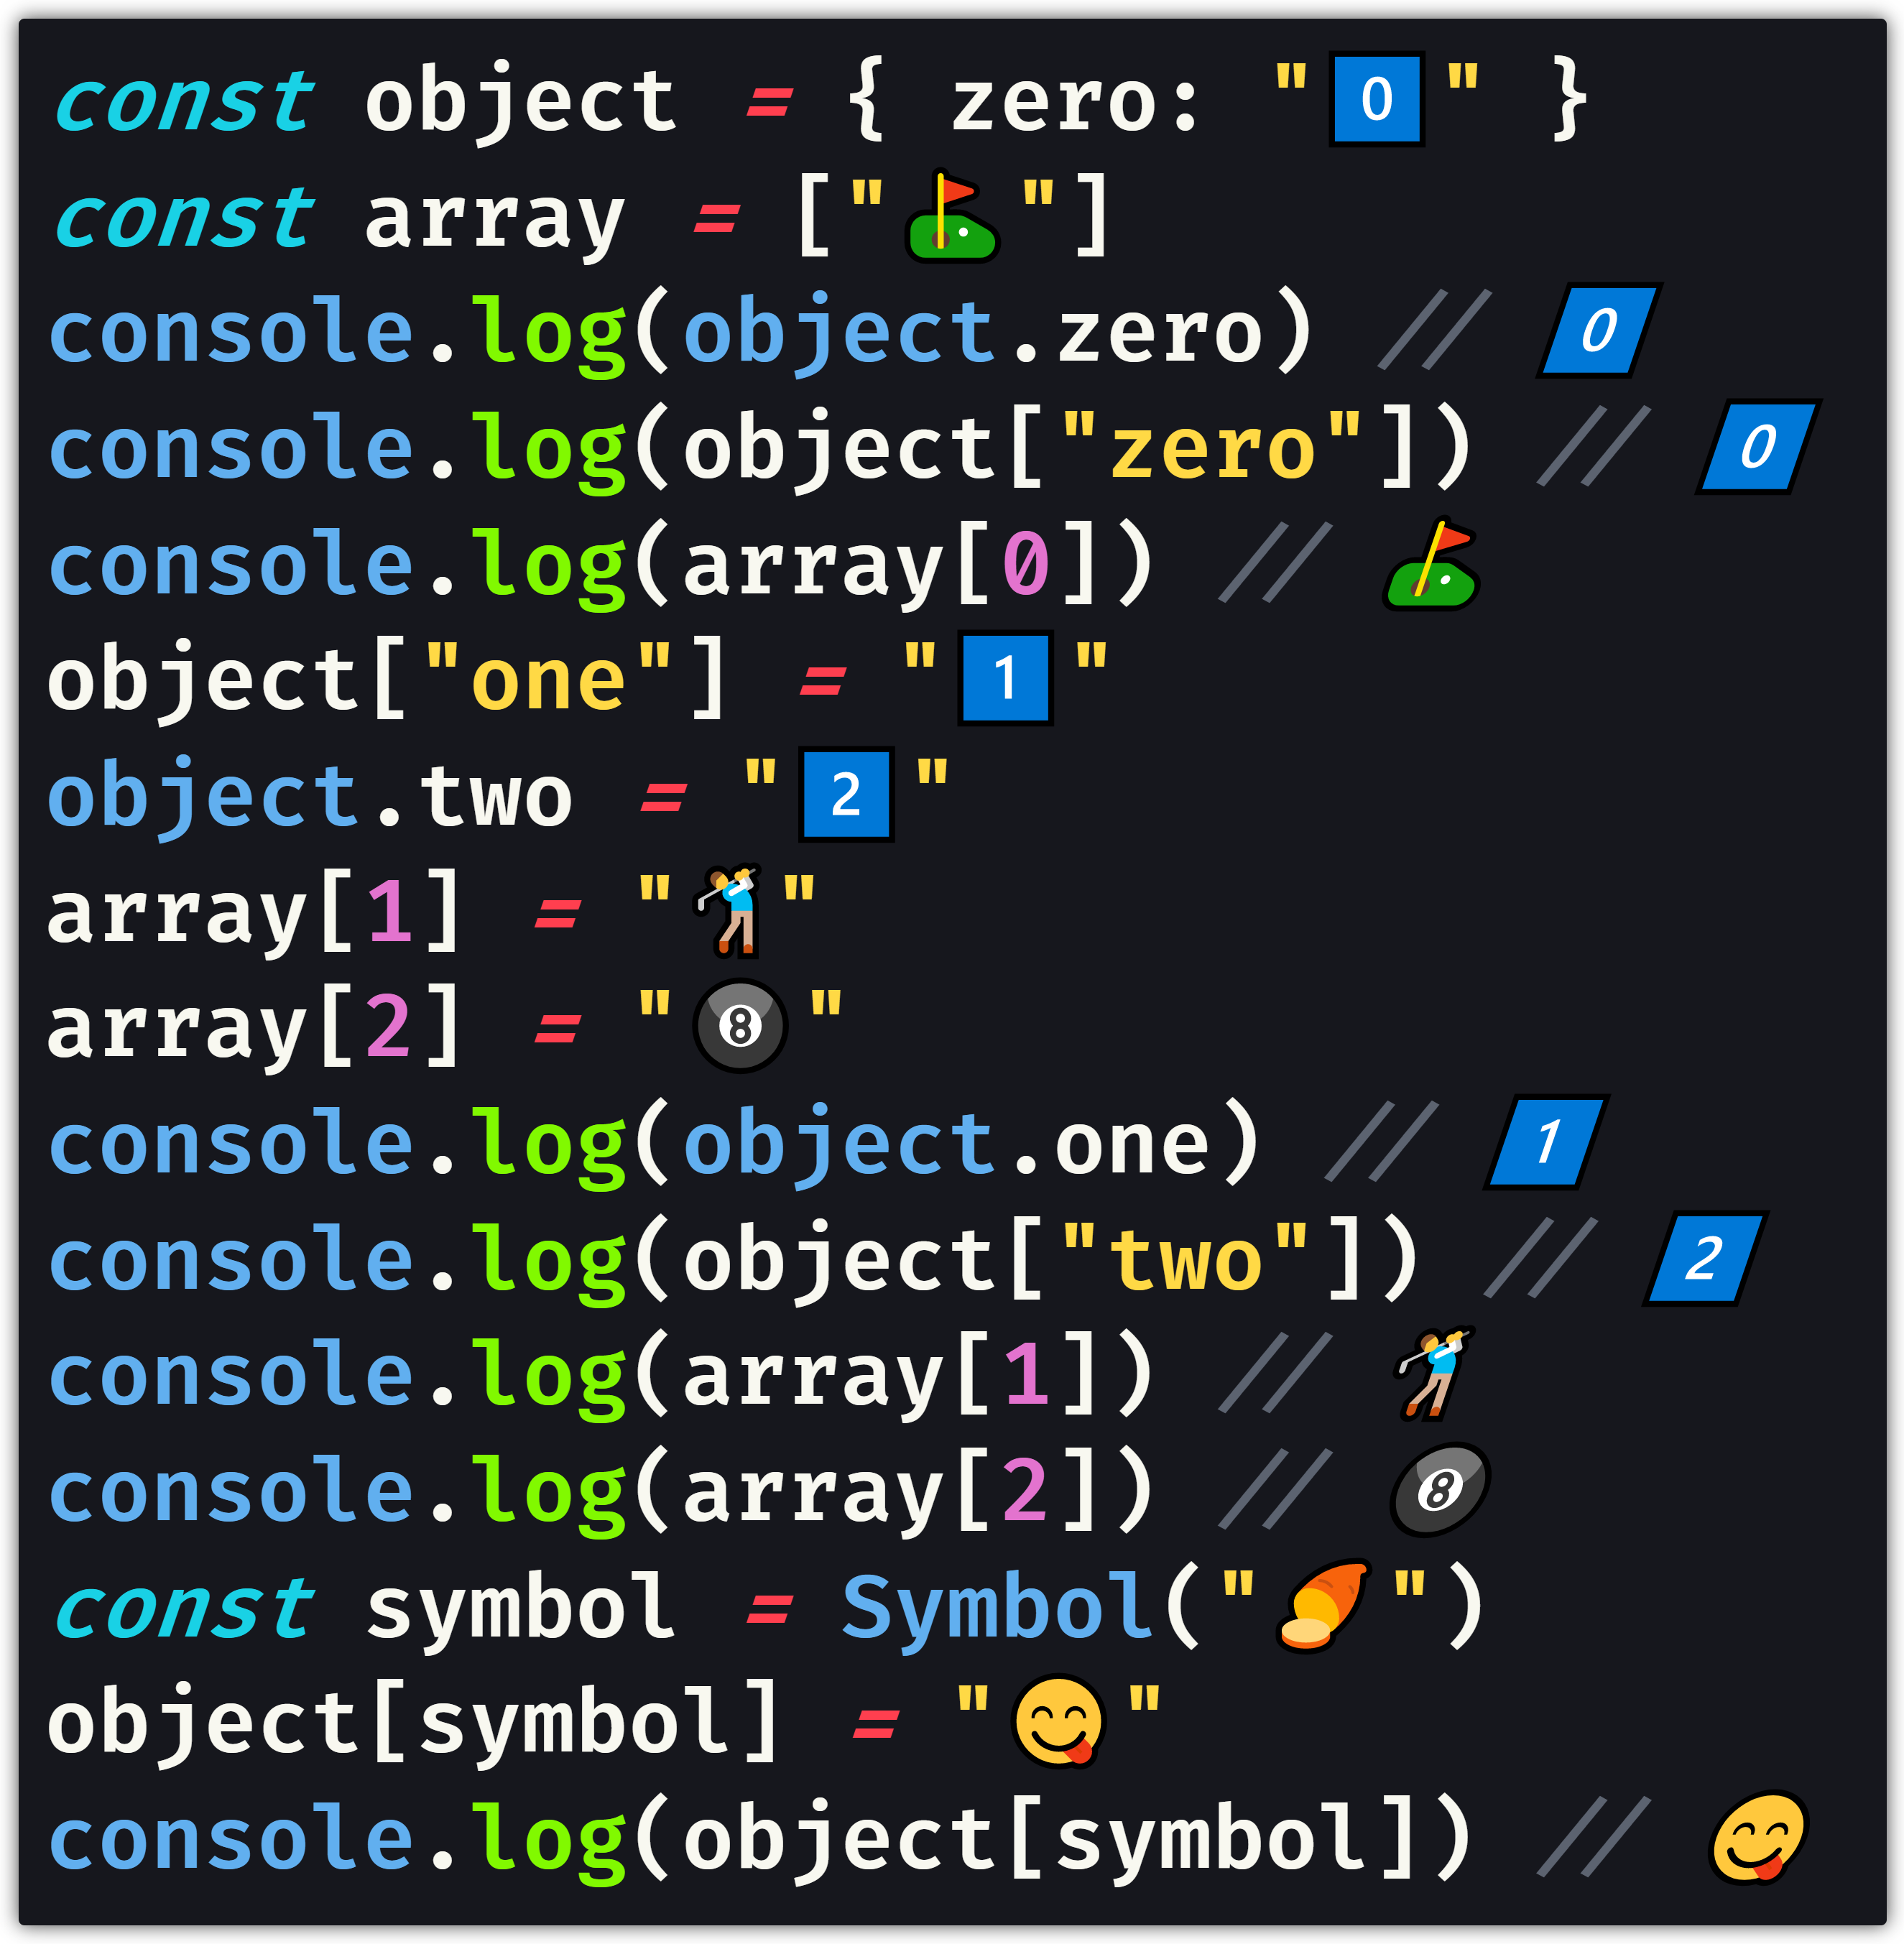 const object = { zero: "0️⃣" }
const array = ["⛳"]
console.log(object.zero) // 0️⃣
console.log(object["zero"]) // 0️⃣
console.log(array[0]) // ⛳
object["one"] = "1️⃣"
object.two = "2️⃣"
array[1] = "🏌️"
array[2] = "🎱"
console.log(object.one) // 1️⃣
console.log(object["two"]) // 2️⃣
console.log(array[1]) // 🏌️
console.log(array[2]) // 🎱
const symbol = Symbol("🍠")
object[symbol] = "😋"
console.log(object[symbol]) // 😋